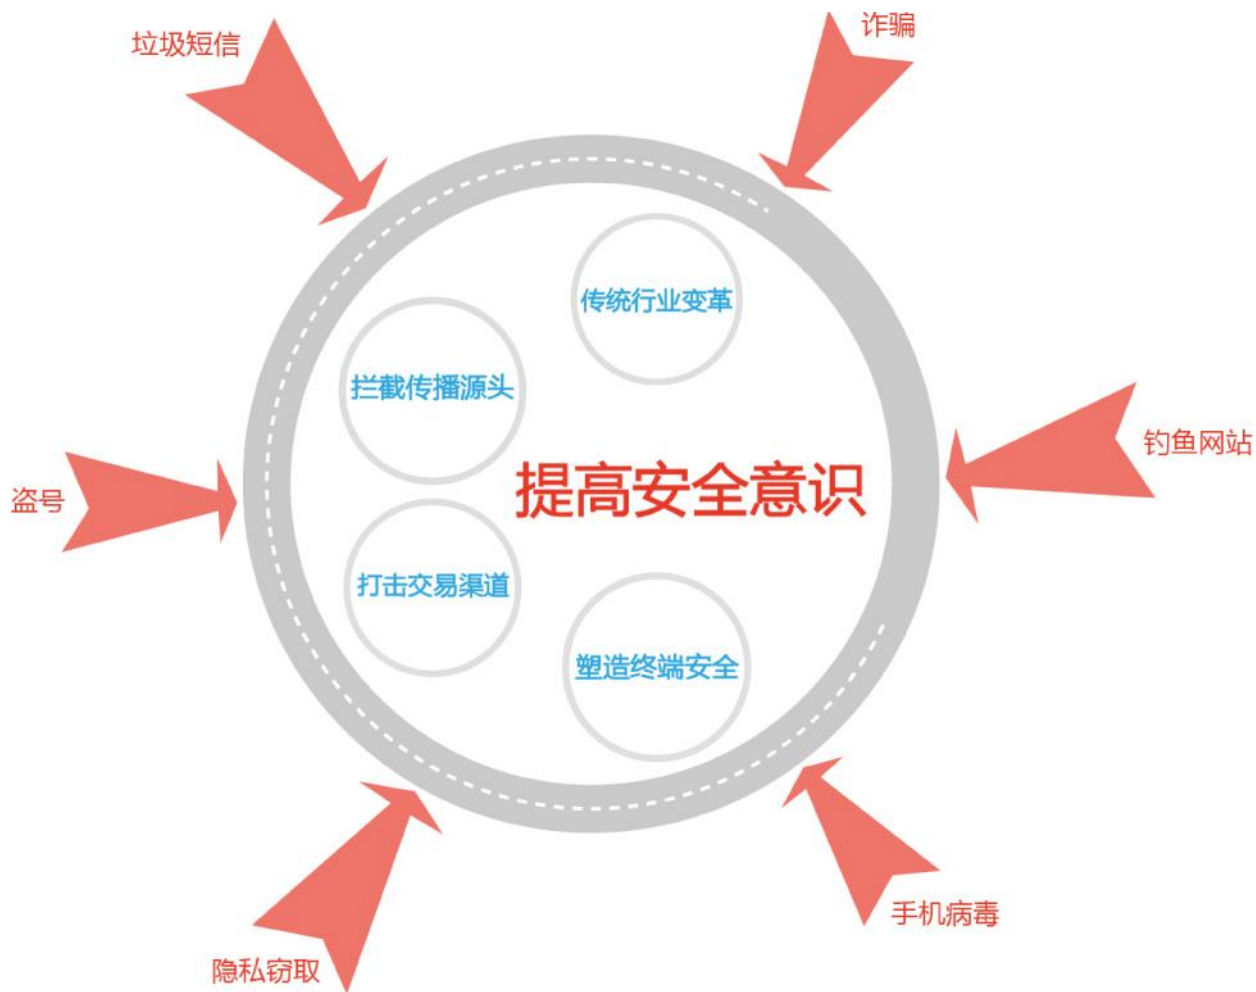 诈骗
垃圾短信
传统行业变革
拦截传播源头
钓鱼网站
提高安全意识
盗号
打击交易渠道
塑造终端安全
手机病毒
隐私窃取